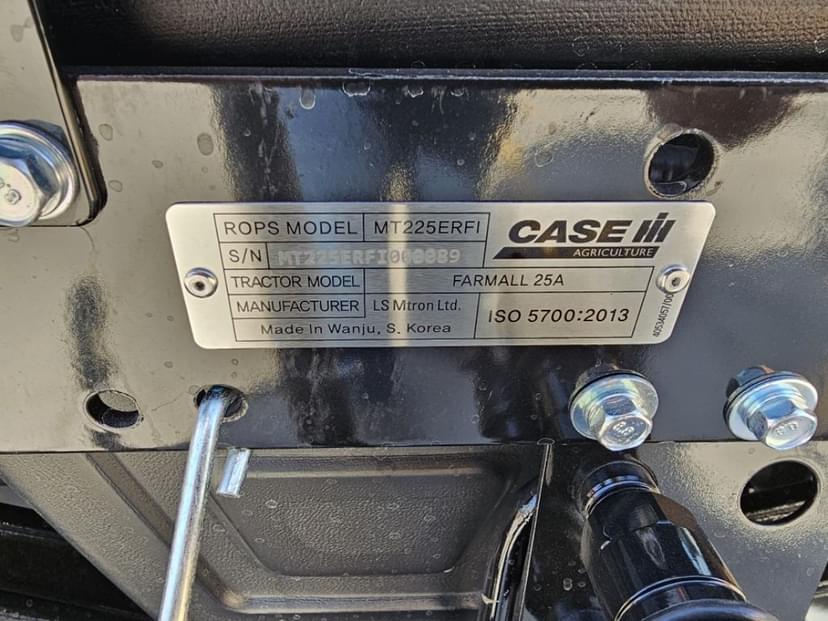 ROPS MODEL MT225ERFI
S/N MT225ERFI000089
TRACTOR MODEL FARMALL 25A
MANUFACTURER LS Mtron Ltd.
Made In Wanju, S. Korea
CASE IH
AGRICULTURE
ISO 5700:2013